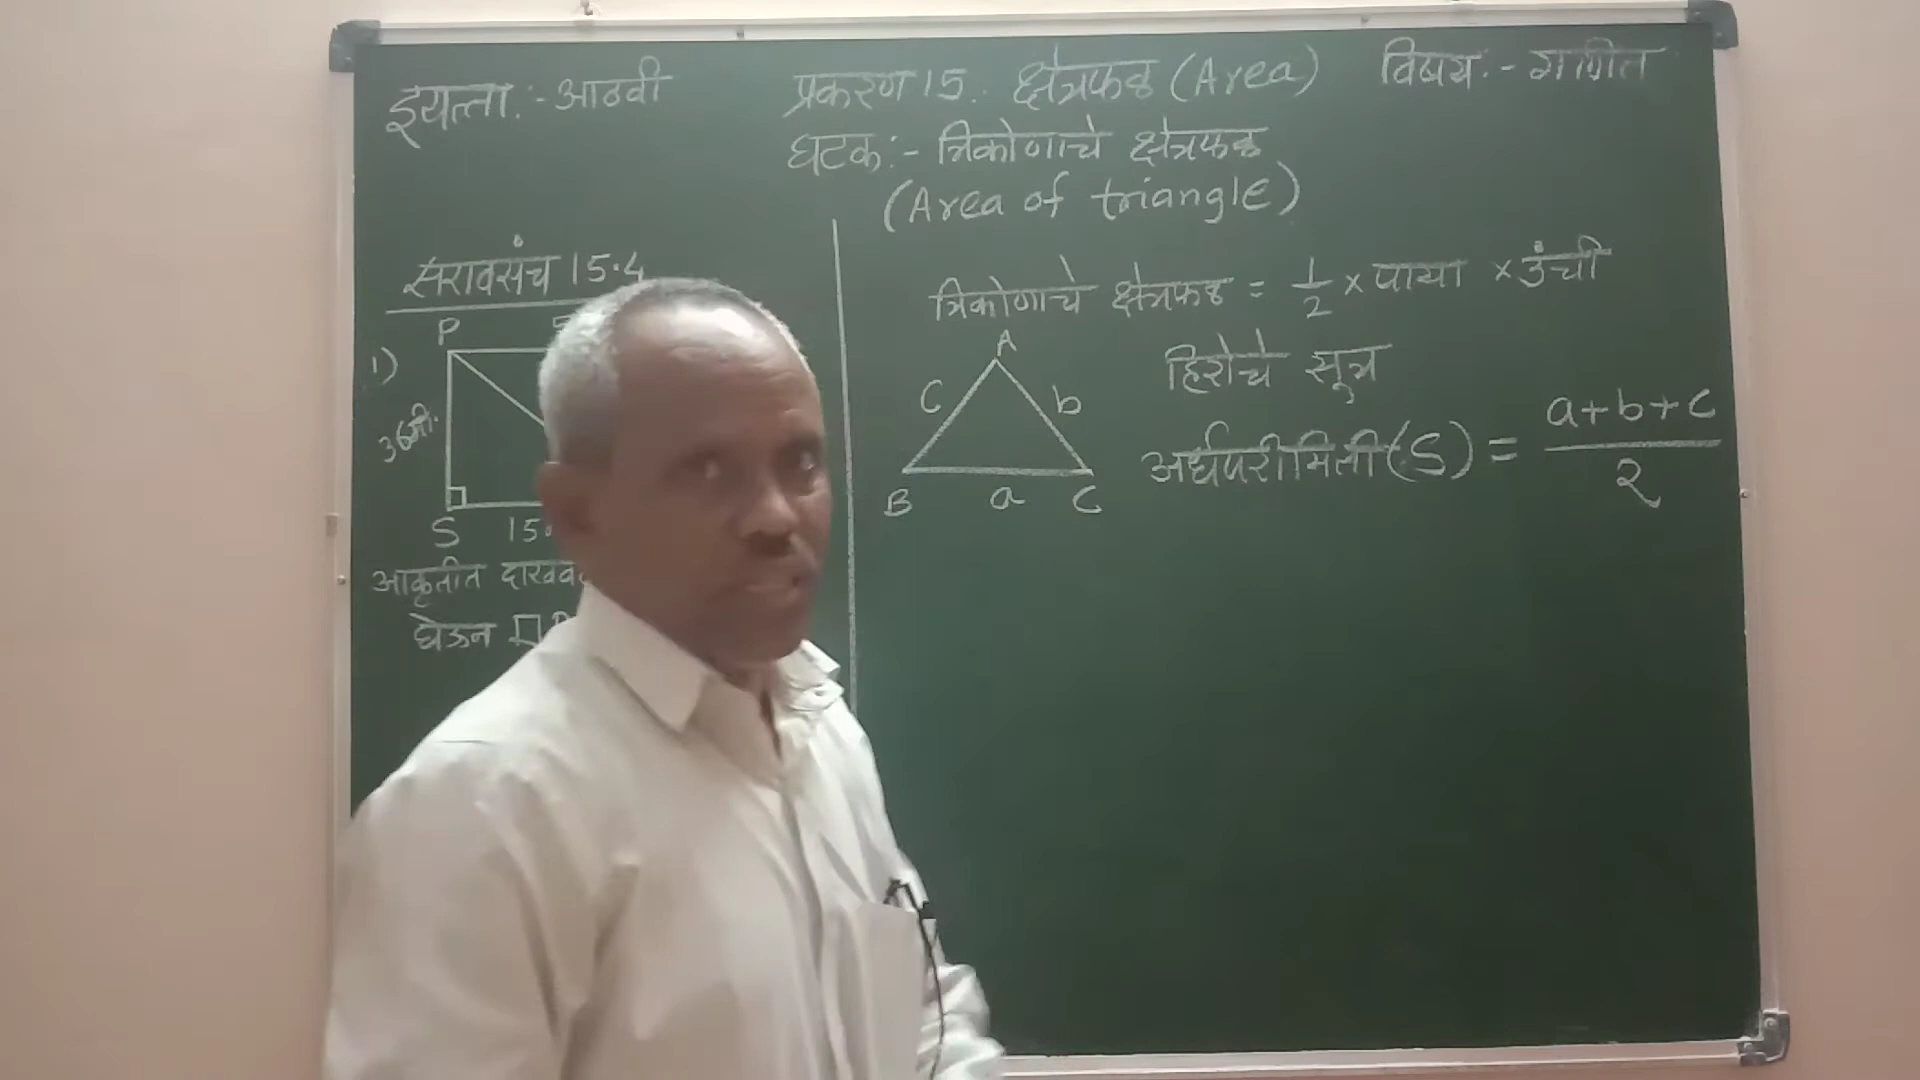 इयत्ता:- आठवी
प्रकरण 15. क्षेत्रफळ (Area)
विषय:- गणित
घटक:- त्रिकोणाचे क्षेत्रफळ
(Area of triangle)
सरावसंच 15.4
1)
P
36मी.
S 15
आकृतीत
घेऊन □
त्रिकोणाचे क्षेत्रफळ = 1/2 × पाया × उंची
A
C b
B a C
हिरोचे सूत्र
अर्धपरीमिती (S) = a+b+c / २